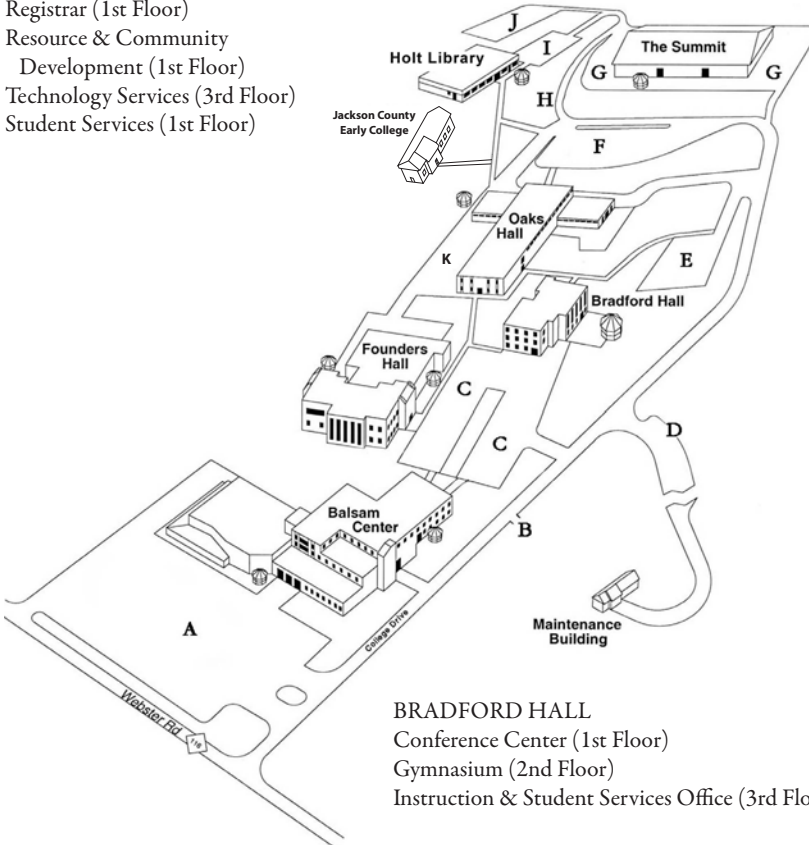 Registrar (1st Floor)
Resource & Community
Development (1st Floor)
Technology Services (3rd Floor)
Student Services (1st Floor)
J
I
The Summit
Holt Library
G
G
H
Jackson County
Early College
F
Oaks
Hall
K
E
Bradford Hall
Founders
Hall
C
C
D
Balsam
Center
B
Maintenance
Building
A
College Drive
Webster Rd
116
BRADFORD HALL
Conference Center (1st Floor)
Gymnasium (2nd Floor)
Instruction & Student Services Office (3rd Flo